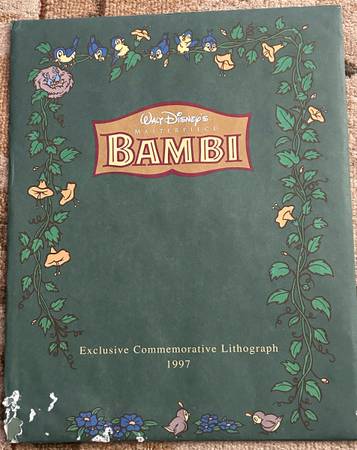 Walt Disney's
MASTERPIECE
BAMBI
Exclusive Commemorative Lithograph
1997